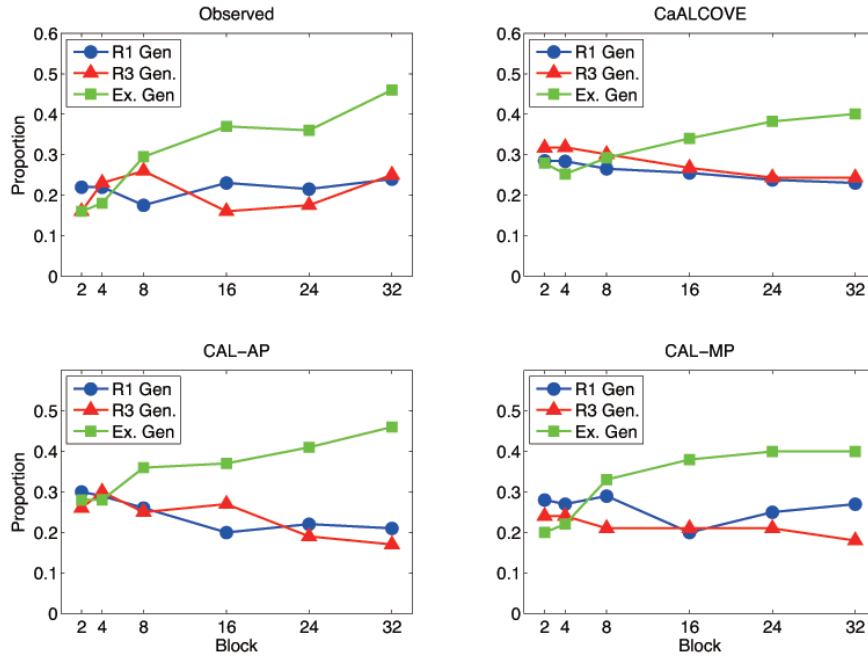 Observed
0.6
0.5
0.4
0.3
0.2
0.1
0
Proportion
R1 Gen
R3 Gen.
Ex. Gen
2 4 8 16 24 32
CaALCOVE
0.6
0.5
0.4
0.3
0.2
0.1
0
R1 Gen
R3 Gen.
Ex. Gen
2 4 8 16 24 32
CAL-AP
0.5
0.4
0.3
0.2
0.1
0
Proportion
R1 Gen
R3 Gen.
Ex. Gen
2 4 8 16 24 32
Block
CAL-MP
0.5
0.4
0.3
0.2
0.1
0
R1 Gen
R3 Gen.
Ex. Gen
2 4 8 16 24 32
Block